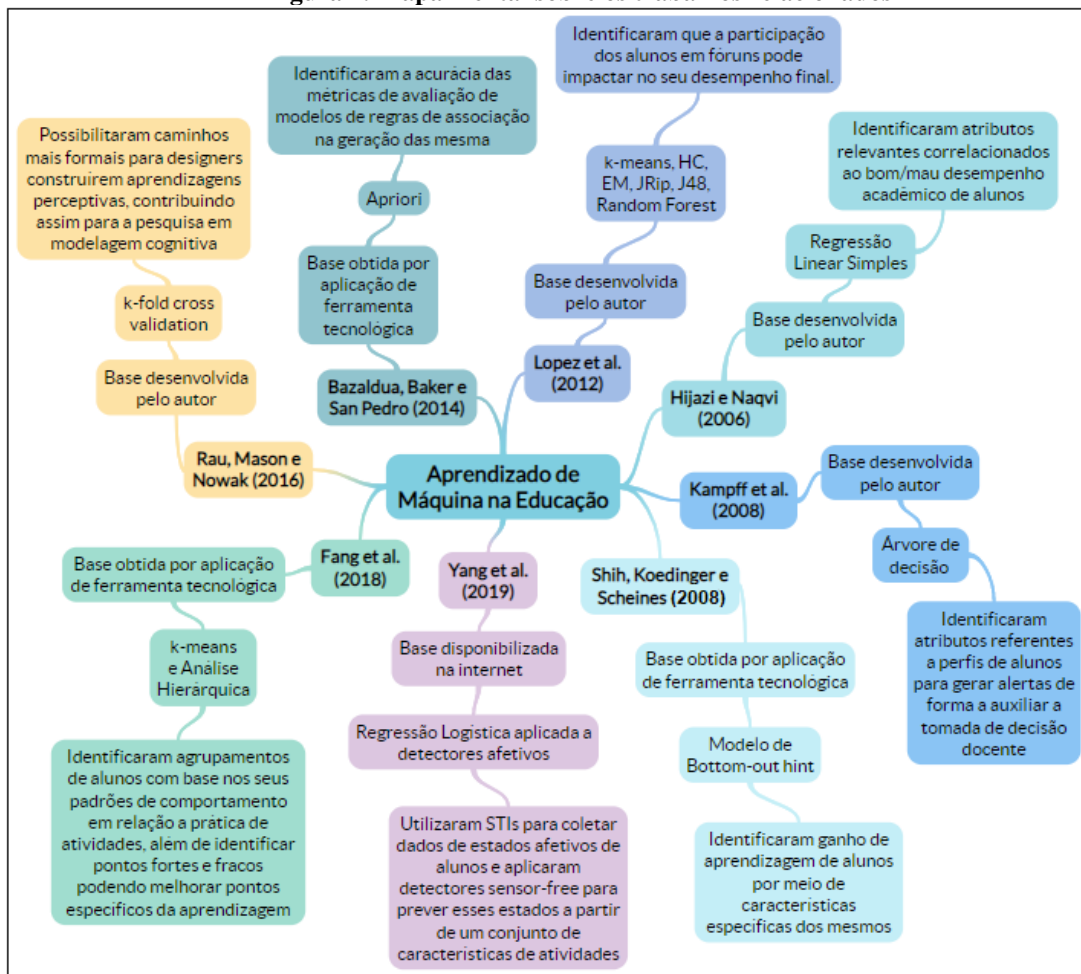 Identificaram que a participação
dos alunos em fóruns pode
impactar no seu desempenho final.
k-means, HC,
EM, JRip, J48,
Random Forest
Base desenvolvida
pelo autor
Lopez et al.
(2012)
Identificaram a acurácia das
métricas de avaliação de
modelos de regras de associação
na geração das mesma
Apriori
Base obtida por
aplicação de
ferramenta
tecnológica
Bazaldua, Baker e
San Pedro (2014)
Possibilitaram caminhos
mais formais para designers
construírem aprendizagens
perceptivas, contribuindo
assim para a pesquisa em
modelagem cognitiva
k-fold cross
validation
Base desenvolvida
pelo autor
Rau, Mason e
Nowak (2016)
Identificaram atributos
relevantes correlacionados
ao bom/mau desempenho
acadêmico de alunos
Regressão
Linear Simples
Base desenvolvida
pelo autor
Hijazi e Naqvi
(2006)
Aprendizado de
Máquina na Educação
Kampff et al.
(2008)
Base desenvolvida
pelo autor
Árvore de
decisão
Identificaram
atributos referentes
a perfis de alunos
para gerar alertas de
forma a auxiliar a
tomada de decisão
docente
Fang et al.
(2018)
Base obtida por aplicação
de ferramenta tecnológica
k-means
e Análise
Hierárquica
Identificaram agrupamentos
de alunos com base nos seus
padrões de comportamento
em relação a prática de
atividades, além de identificar
pontos fortes e fracos
podendo melhorar pontos
específicos da aprendizagem
Yang et al.
(2019)
Base disponibilizada
na internet
Regressão Logística aplicada a
detectores afetivos
Utilizaram STIs para coletar
dados de estados afetivos de
alunos e aplicaram
detectores sensor-free para
prever esses estados a partir
de um conjunto de
características de atividades
Shih, Koedinger e
Scheines (2008)
Base obtida por aplicação
de ferramenta tecnológica
Modelo de
Bottom-out hint
Identificaram ganho de
aprendizagem de alunos
por meio de
características
específicas dos mesmos